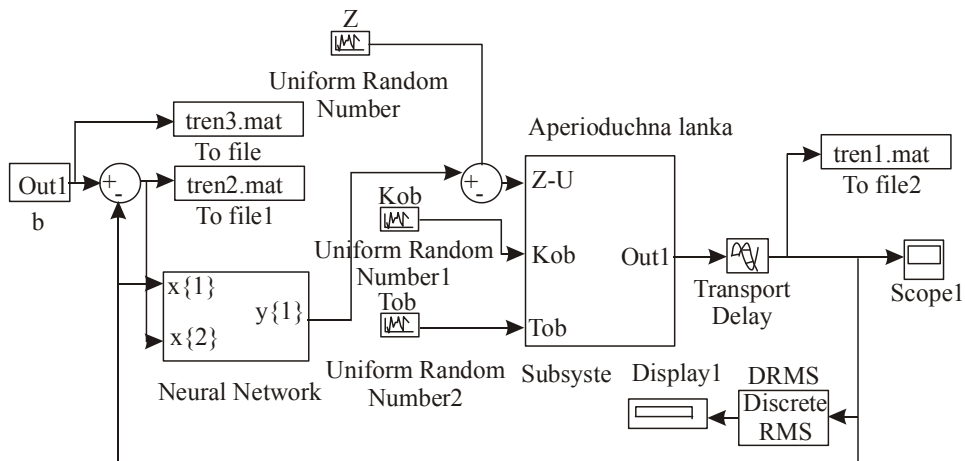 Z
Uniform Random
Number
tren3.mat
To file
Out1
b
+
-
tren2.mat
To file1
x{1}
x{2}
y{1}
Neural Network
Kob
Uniform Random
Number1
Tob
Uniform Random
Number2
+
-
Aperioduchna lanka
Z-U
Kob
Tob
Out1
Subsyste
Transport
Delay
tren1.mat
To file2
Scope1
Display1
DRMS
Discrete
RMS